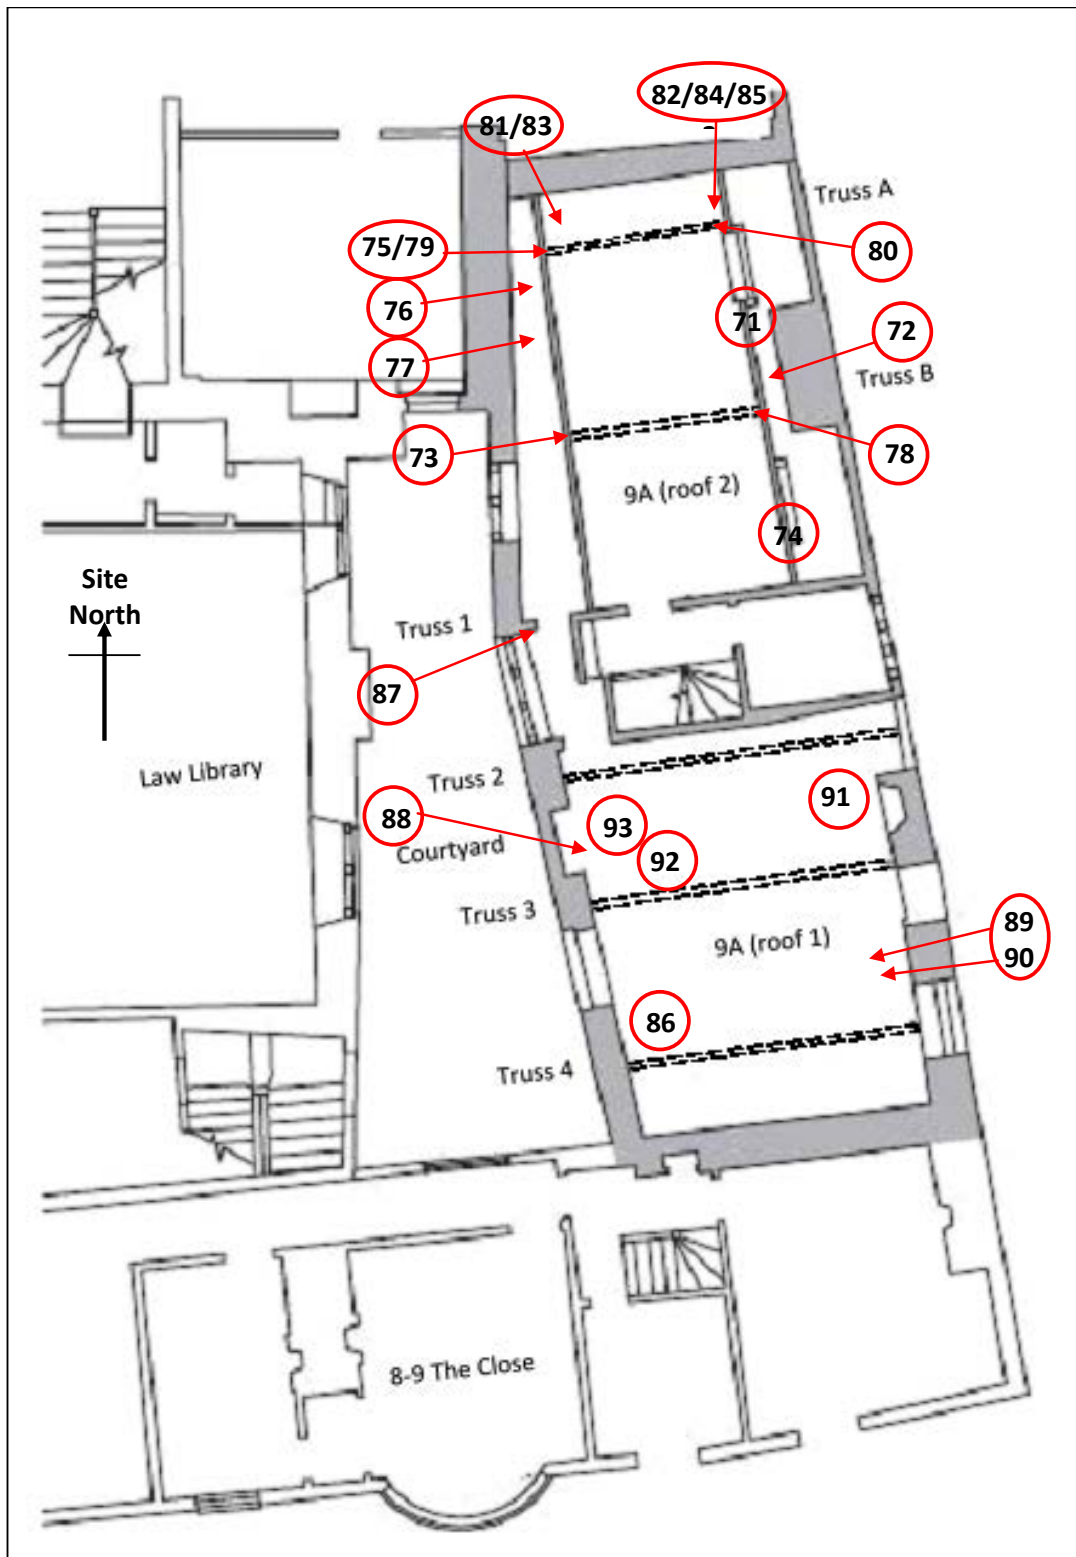 82/84/85
81/83
Truss A
75/79
80
76
71
72
77
Truss B
73
78
9A (roof 2)
74
Site
North
Truss 1
87
Law Library
Truss 2
91
88
93
Courtyard
92
Truss 3
89
9A (roof 1)
90
86
Truss 4
8-9 The Close